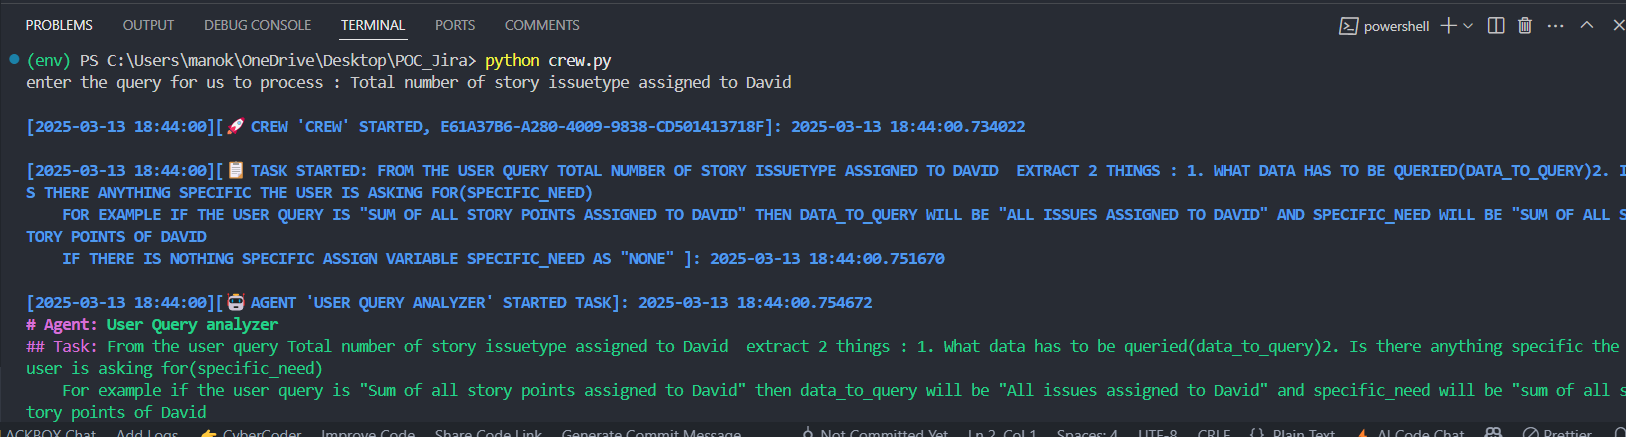 PROBLEMS OUTPUT DEBUG CONSOLE TERMINAL PORTS COMMENTS powershell
(env) PS C:\Users\manok\OneDrive\Desktop\POC_Jira> python crew.py
enter the query for us to process : Total number of story issuetype assigned to David
[2025-03-13 18:44:00][🚀 CREW 'CREW' STARTED, E61A37B6-A280-4009-9838-CD501413718F]: 2025-03-13 18:44:00.734022
[2025-03-13 18:44:00][📋 TASK STARTED: FROM THE USER QUERY TOTAL NUMBER OF STORY ISSUETYPE ASSIGNED TO DAVID  EXTRACT 2 THINGS : 1. WHAT DATA HAS TO BE QUERIED(DATA_TO_QUERY)2. I
S THERE ANYTHING SPECIFIC THE USER IS ASKING FOR(SPECIFIC_NEED)
FOR EXAMPLE IF THE USER QUERY IS "SUM OF ALL STORY POINTS ASSIGNED TO DAVID" THEN DATA_TO_QUERY WILL BE "ALL ISSUES ASSIGNED TO DAVID" AND SPECIFIC_NEED WILL BE "SUM OF ALL S
TORY POINTS OF DAVID
IF THERE IS NOTHING SPECIFIC ASSIGN VARIABLE SPECIFIC_NEED AS "NONE" ]: 2025-03-13 18:44:00.751670
[2025-03-13 18:44:00][🤖 AGENT 'USER QUERY ANALYZER' STARTED TASK]: 2025-03-13 18:44:00.754672
# Agent: User Query analyzer
## Task: From the user query Total number of story issuetype assigned to David  extract 2 things : 1. What data has to be queried(data_to_query)2. Is there anything specific the
user is asking for(specific_need)
For example if the user query is "Sum of all story points assigned to David" then data_to_query will be "All issues assigned to David" and specific_need will be "sum of all s
tory points of David
ACKBOX Chat Add Logs 👉 CyberCoder Improve Code Share Code Link Generate Commit Message Not Committed Yet Ln 2, Col 1 Spaces: 4 UTF-8 CRLF {} Plain Text AI Code Chat Prettier